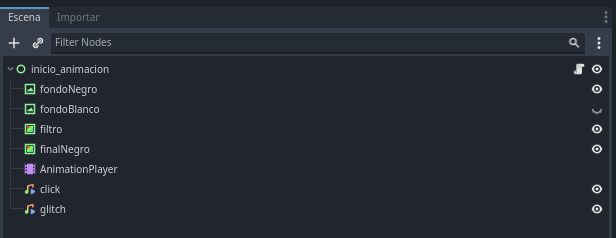 Escena Importar
Filter Nodes
inicio_animacion
fondoNegro
fondoBlanco
filtro
finalNegro
AnimationPlayer
click
glitch